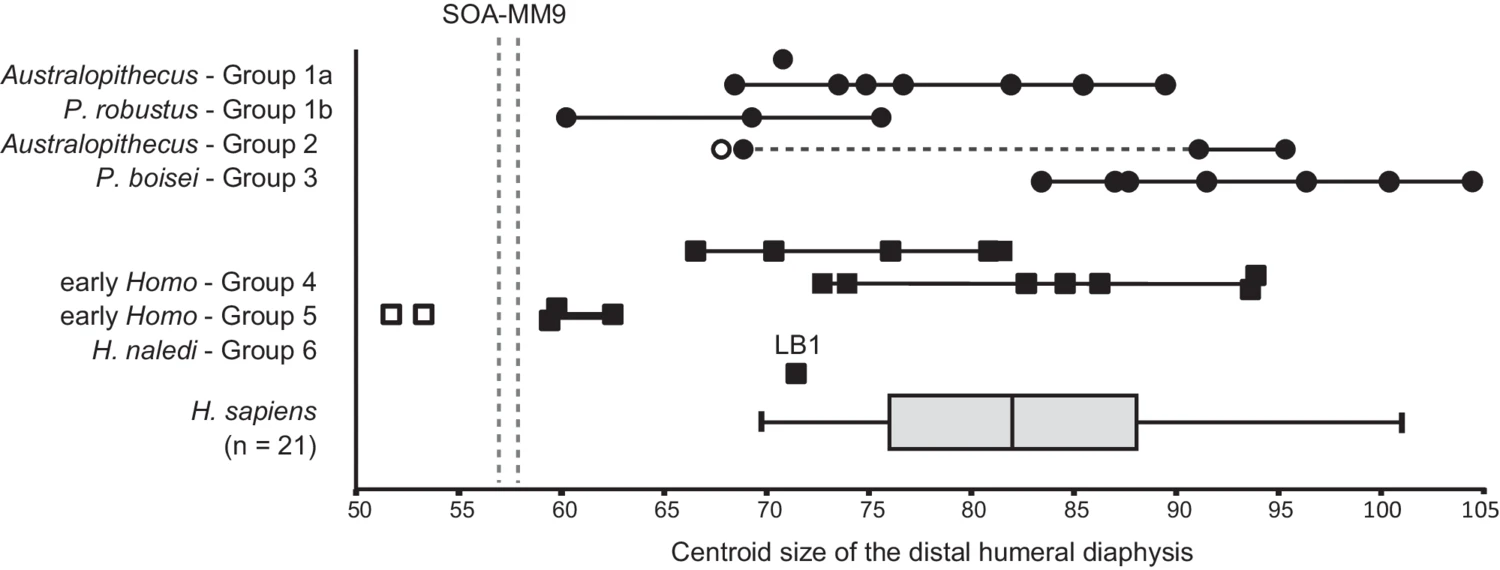 SOA-MM9
Australopithecus - Group 1a
P. robustus - Group 1b
Australopithecus - Group 2
P. boisei - Group 3
early Homo - Group 4
early Homo - Group 5
H. naledi - Group 6
LB1
H. sapiens
(n = 21)
50 55 60 65 70 75 80 85 90 95 100 105
Centroid size of the distal humeral diaphysis